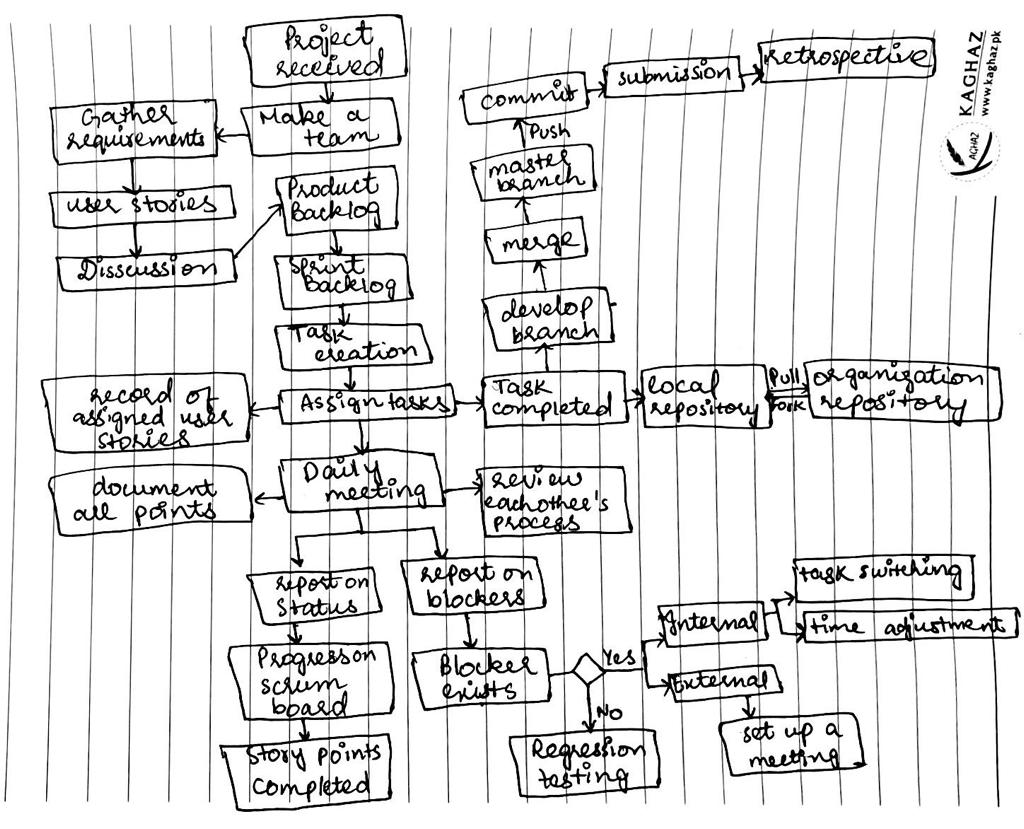 Project
received
Make a
team
Gather
requirements
user stories
Disscussion
Product
Backlog
Sprint
Backlog
Task
creation
Assign tasks
record of
assigned user
stories
Daily
meeting
document
all points
review
eachother's
process
report on
status
Progress on
scrum
board
Story points
completed
report on
blockers
Blocker
exists
Yes
No
Regression
testing
Internal
task switching
time adjustment
External
set up a
meeting
Task
completed
local
repository
Pull
Fork
organization
repository
develop
branch
merge
master
branch
Push
commit
submission
retrospective
KAGHAZ
www.kaghaz.pk
KAGHAZ